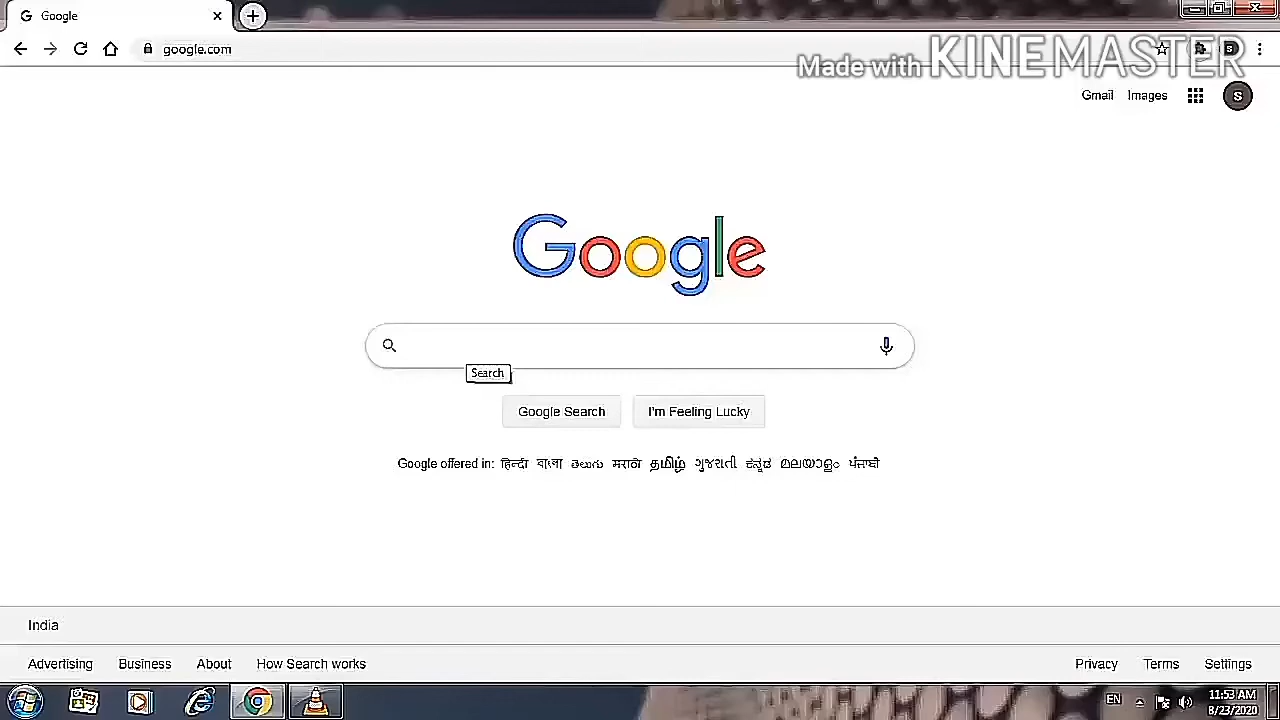 Google
google.com
Made with KINEMASTER
Gmail Images S
Google
Search
Google Search I'm Feeling Lucky
Google offered in: हिन्दी বাংলা తెలుగు मराठी தமிழ் ગુજરાતી ಕನ್ನಡ മലയാളം ਪੰਜਾਬੀ
India
Advertising Business About How Search works Privacy Terms Settings
EN 11:53 AM
8/23/2020